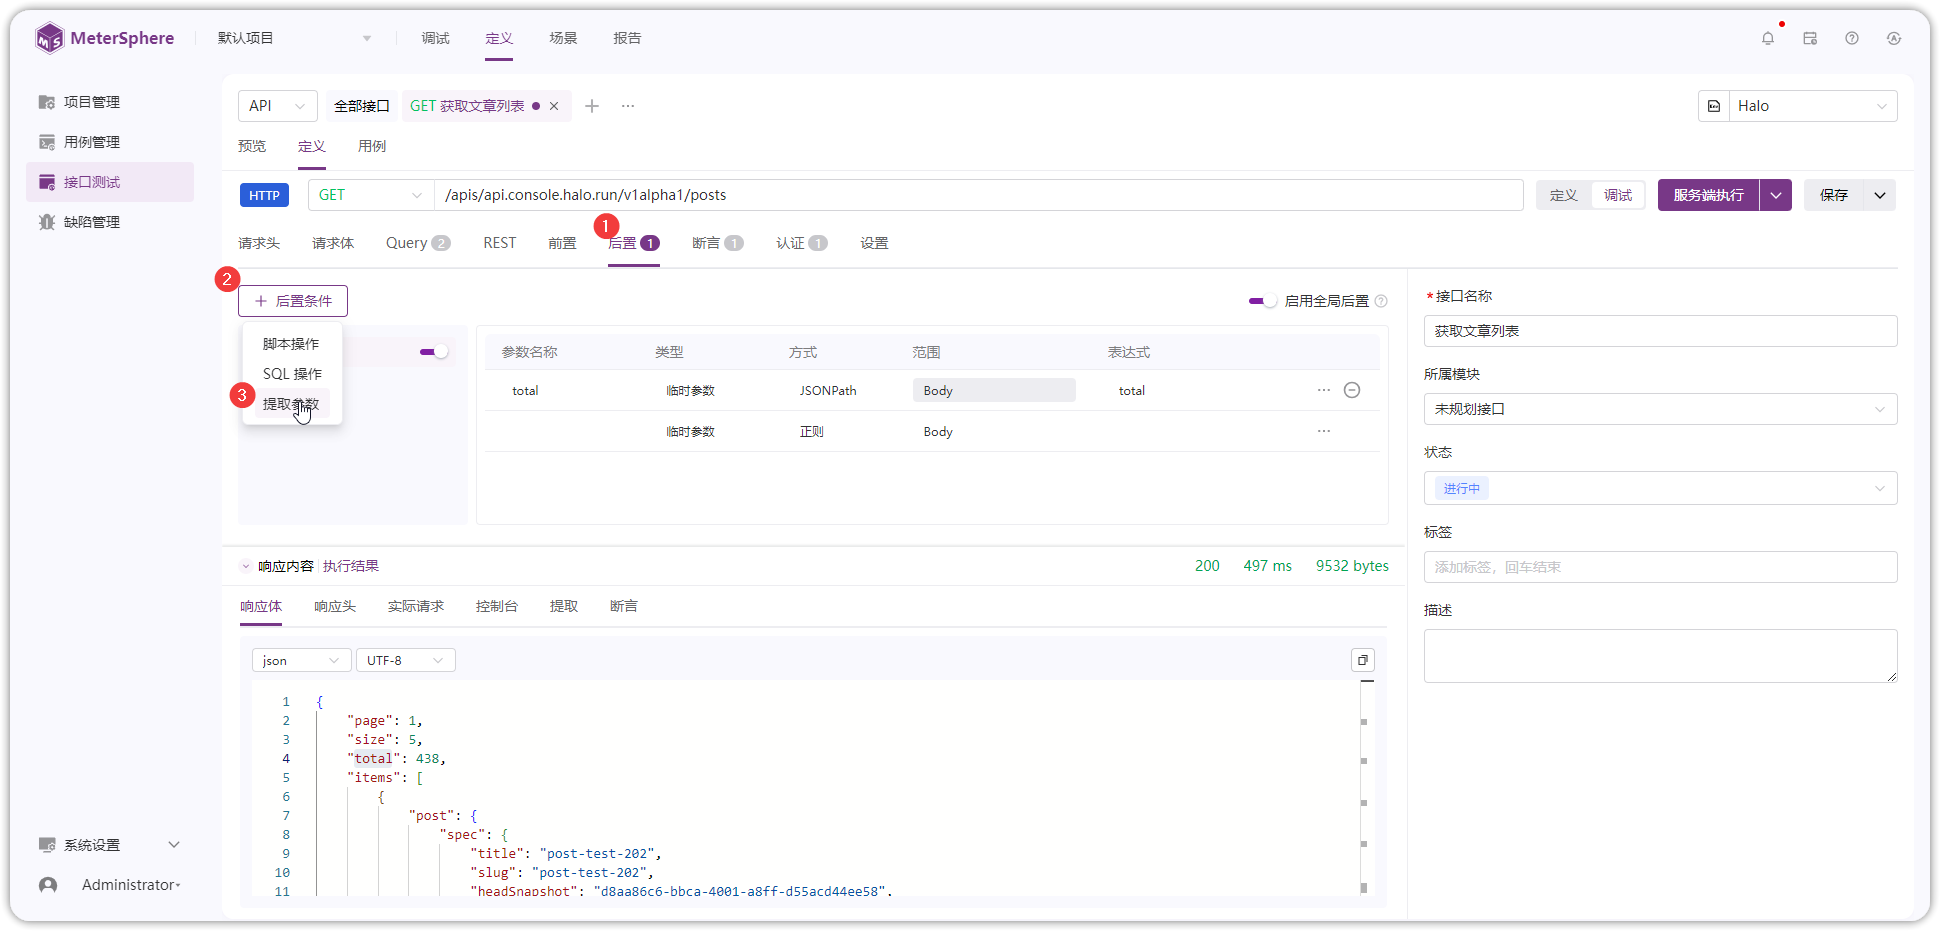 MeterSphere
默认项目
调试
定义
场景
报告
项目管理
用例管理
接口测试
缺陷管理
系统设置
Administrator
API
全部接口
GET 获取文章列表
Halo
预览
定义
用例
HTTP
GET
/apis/api.console.halo.run/v1alpha1/posts
定义
调试
服务端执行
保存
1
请求头
请求体
Query 2
REST
前置
后置 1
断言 1
认证 1
设置
2
后置条件
启用全局后置
脚本操作
SQL 操作
3
提取参数
参数名称
类型
方式
范围
表达式
total
临时参数
JSONPath
Body
total
临时参数
正则
Body
响应内容
执行结果
200
497 ms
9532 bytes
响应体
响应头
实际请求
控制台
提取
断言
json
UTF-8
1 {
2 "page": 1,
3 "size": 5,
4 "total": 438,
5 "items": [
6 {
7 "post": {
8 "spec": {
9 "title": "post-test-202",
10 "slug": "post-test-202",
11 "headSnapshot": "d8aa86c6-bbca-4001-a8ff-d55acd44ee58",
*接口名称
获取文章列表
所属模块
未规划接口
状态
进行中
标签
添加标签，回车结束
描述